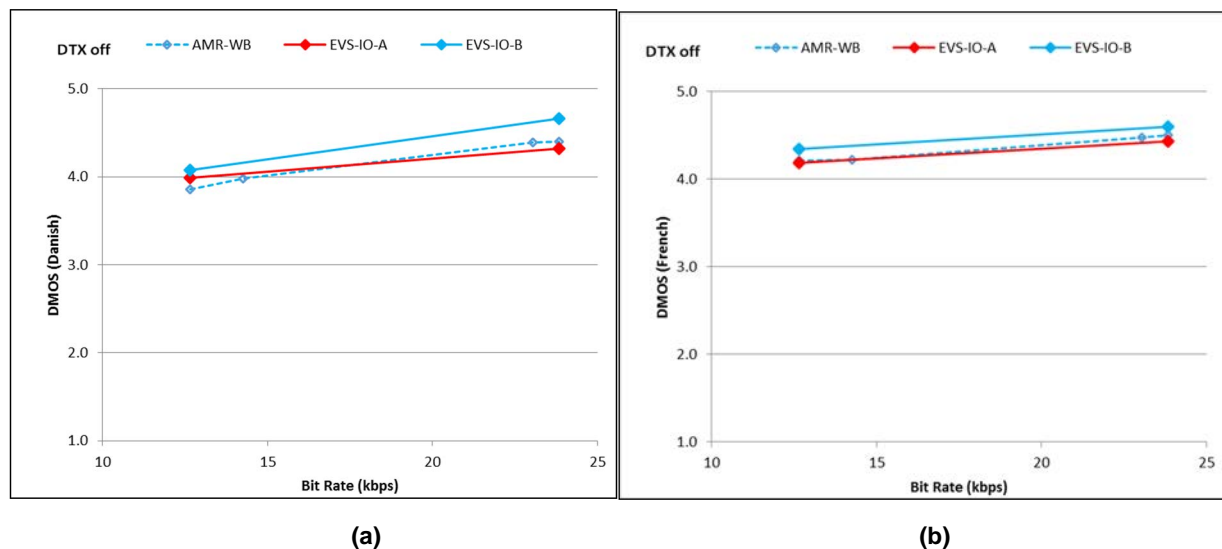 DTX off
AMR-WB
EVS-IO-A
EVS-IO-B
5.0
4.0
3.0
2.0
1.0
DMOS (Danish)
10
15
20
25
Bit Rate (kbps)
(a)
DTX off
AMR-WB
EVS-IO-A
EVS-IO-B
5.0
4.0
3.0
2.0
1.0
DMOS (French)
10
15
20
25
Bit Rate (kbps)
(b)